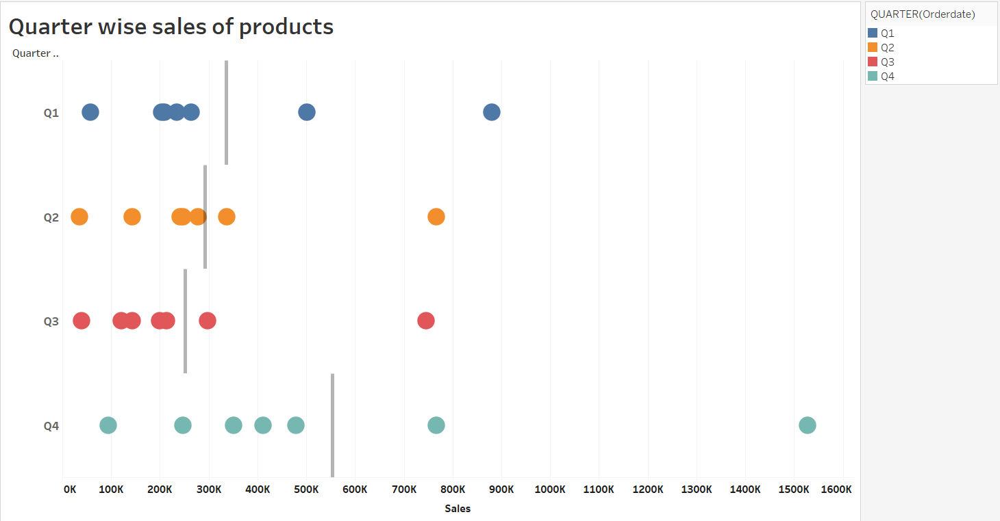 Quarter wise sales of products
Quarter ..
Q1
Q2
Q3
Q4
0K 100K 200K 300K 400K 500K 600K 700K 800K 900K 1000K 1100K 1200K 1300K 1400K 1500K 1600K
Sales
QUARTER(Orderdate)
Q1
Q2
Q3
Q4